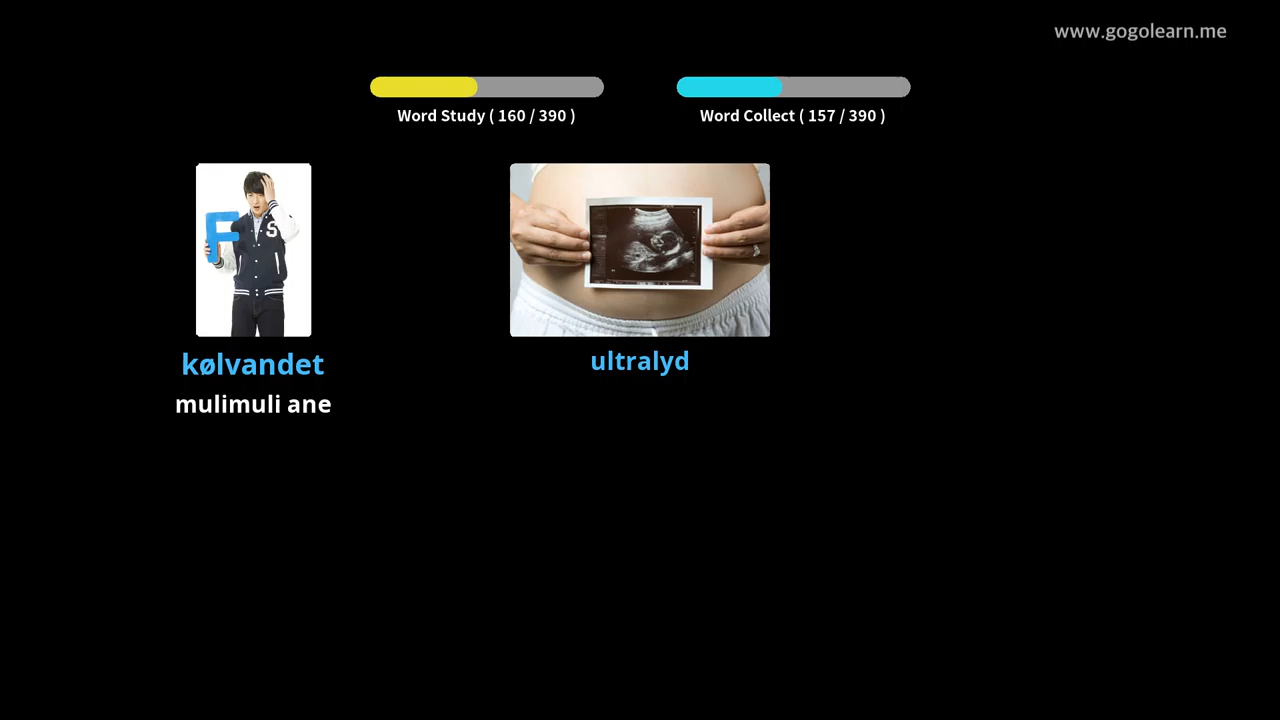 www.gogolearn.me
Word Study ( 160 / 390 )
Word Collect ( 157 / 390 )
F
S
kølvandet
mulimuli ane
ultralyd